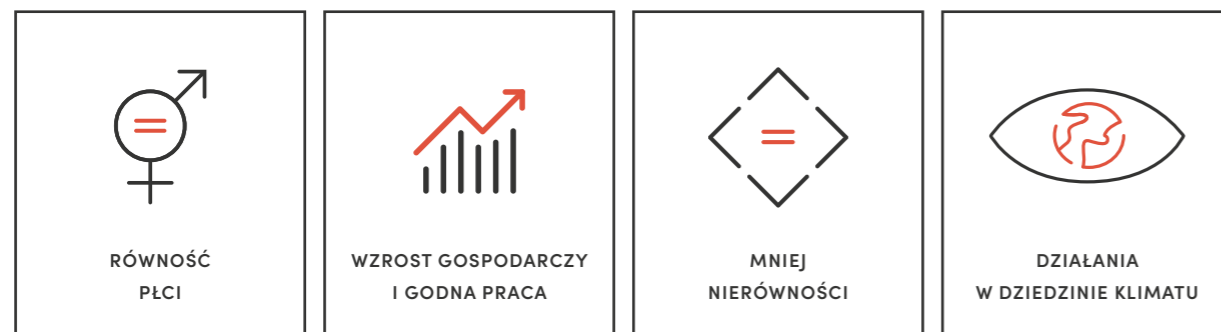 RÓWNOŚĆ
PŁCI
WZROST GOSPODARCZY
I GODNA PRACA
MNIEJ
NIERÓWNOŚCI
DZIAŁANIA
W DZIEDZINIE KLIMATU